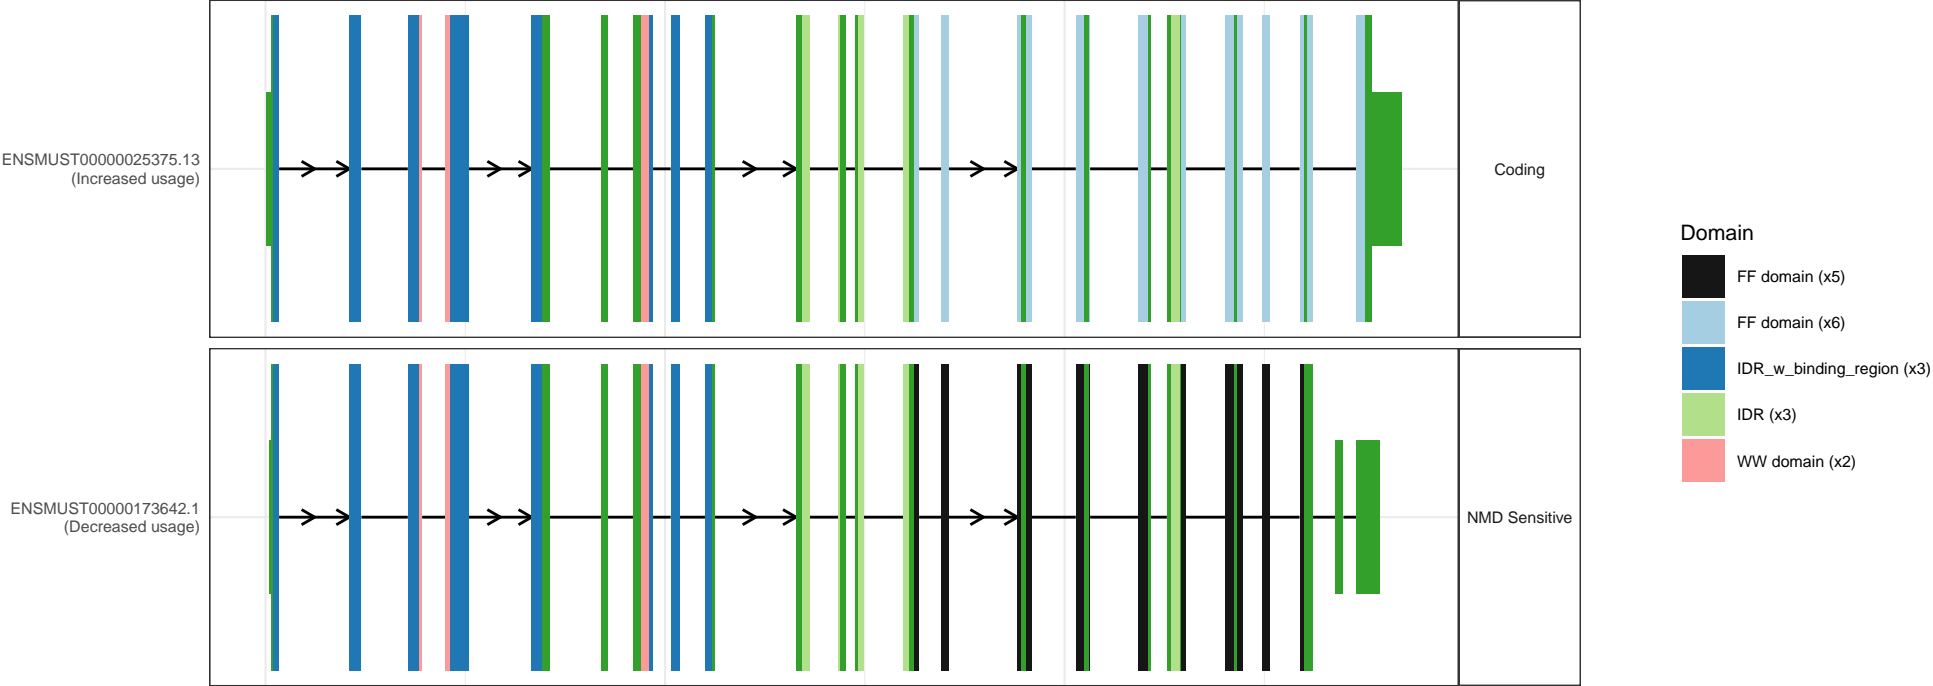 ENSMUST00000025375.13
(Increased usage)
Coding
ENSMUST00000173642.1
(Decreased usage)
NMD Sensitive
Domain
FF domain (x5)
FF domain (x6)
IDR_w_binding_region (x3)
IDR (x3)
WW domain (x2)